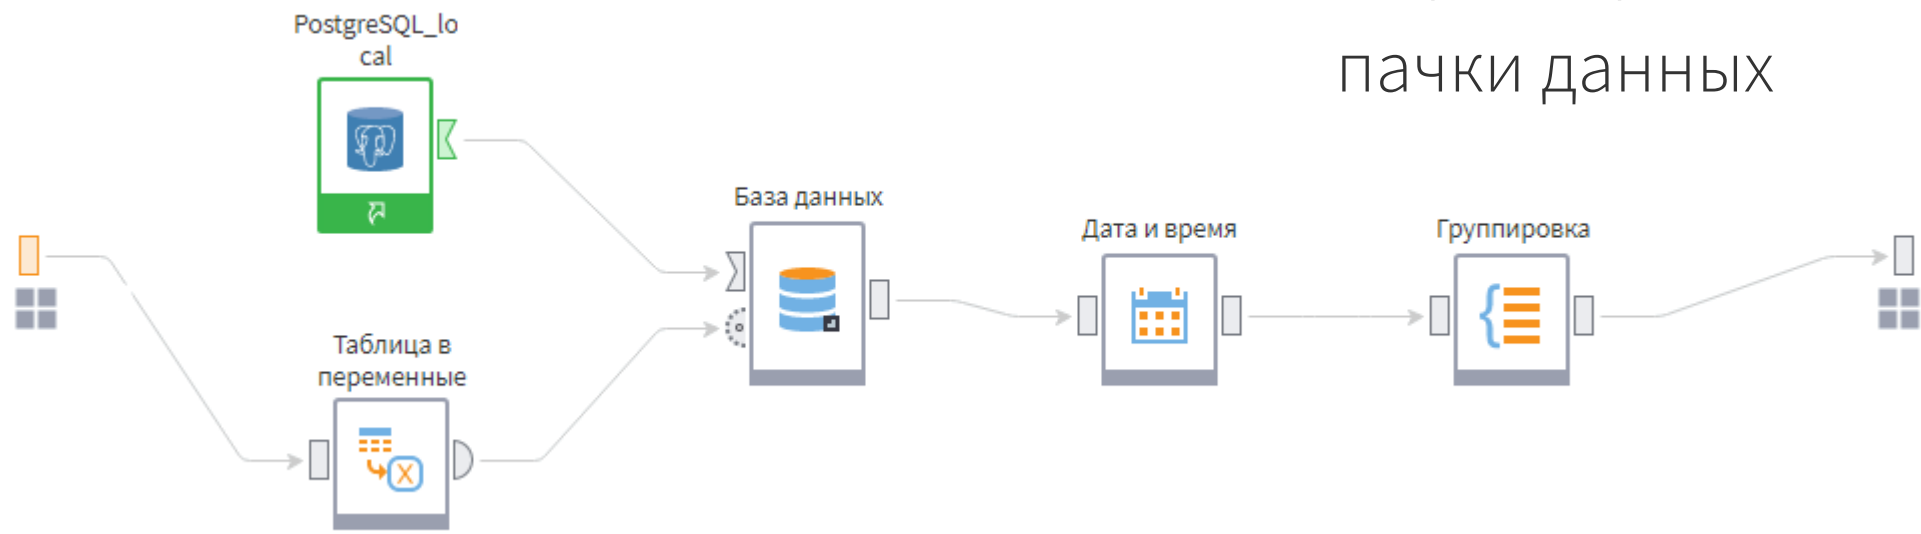 PostgreSQL_lo
cal
пачки данных
База данных
Дата и время
Группировка
Таблица в
переменные
X